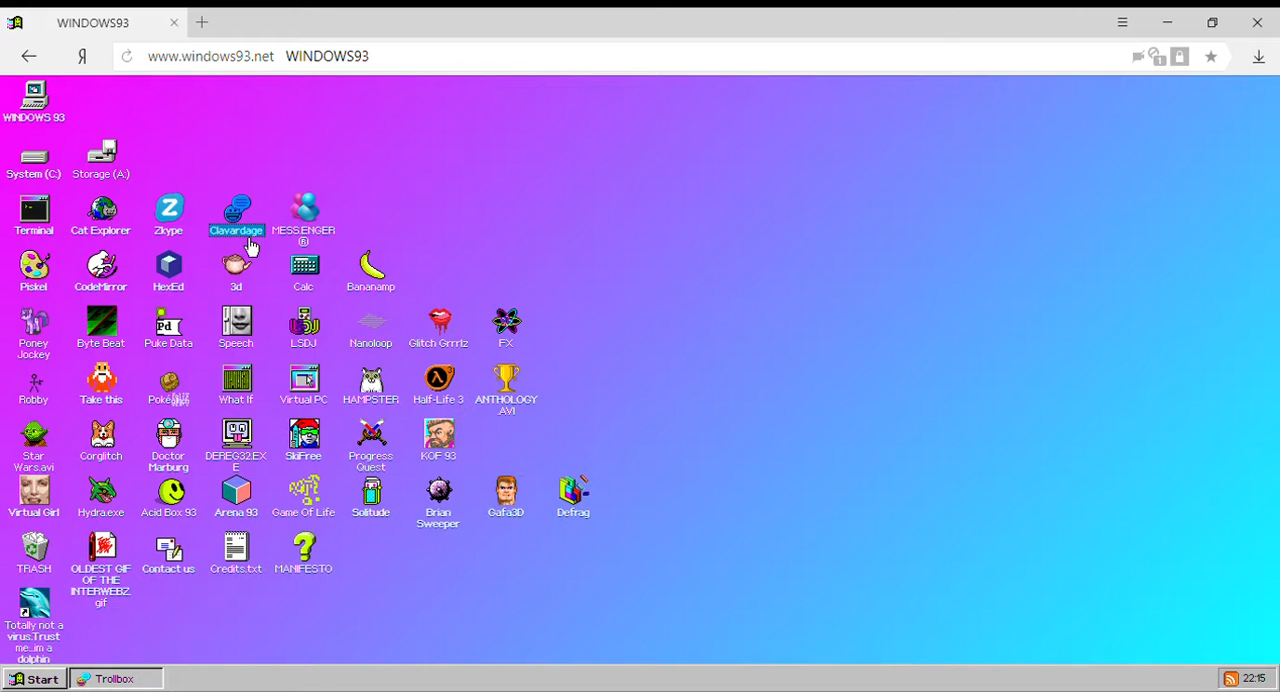 WINDOWS93
Я www.windows93.net WINDOWS93
1
WINDOWS 93
System (C:) Storage (A:)
Terminal Cat Explorer Zkype Clavardage MESS.ENGER
®
Piskel CodeMirror HexEd 3d Calc Bananamp
Poney Byte Beat Puke Data Speech LSDJ Nanoloop Glitch Grrrlz FX
Jockey
Robby Take this What If Virtual PC HAMPSTER Half-Life 3 ANTHOLOGY
.AVI
Star Corglitch Doctor DEREG32.EX SkiFree Progress KOF 93
Wars.avi Marburg E Quest
Virtual Girl Hydra.exe Acid Box 93 Arena 93 Game Of Life Solitude Brian Gafa3D Defrag
Sweeper
TRASH OLDEST GIF Contact us Credits.txt MANIFESTO
OF THE
INTERWEBZ.
gif
Totally not a
virus.Trust
me...im a
dolphin
Start Trollbox 22:15